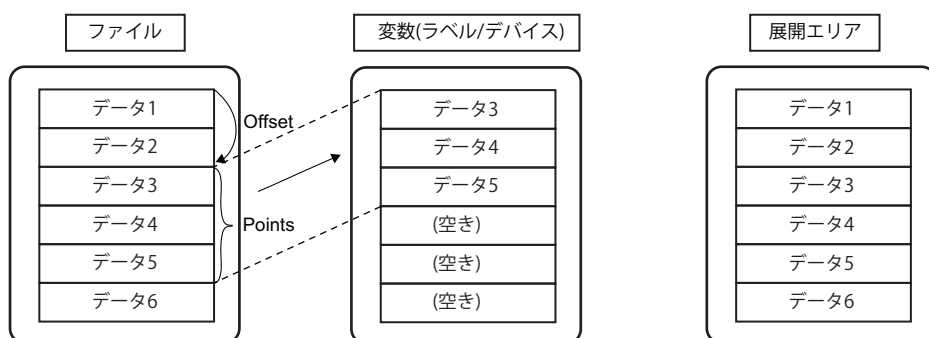 ファイル
変数(ラベル/デバイス)
展開エリア
データ1
データ2
データ3
データ4
データ5
データ6
Offset
Points
データ3
データ4
データ5
(空き)
(空き)
(空き)
データ1
データ2
データ3
データ4
データ5
データ6